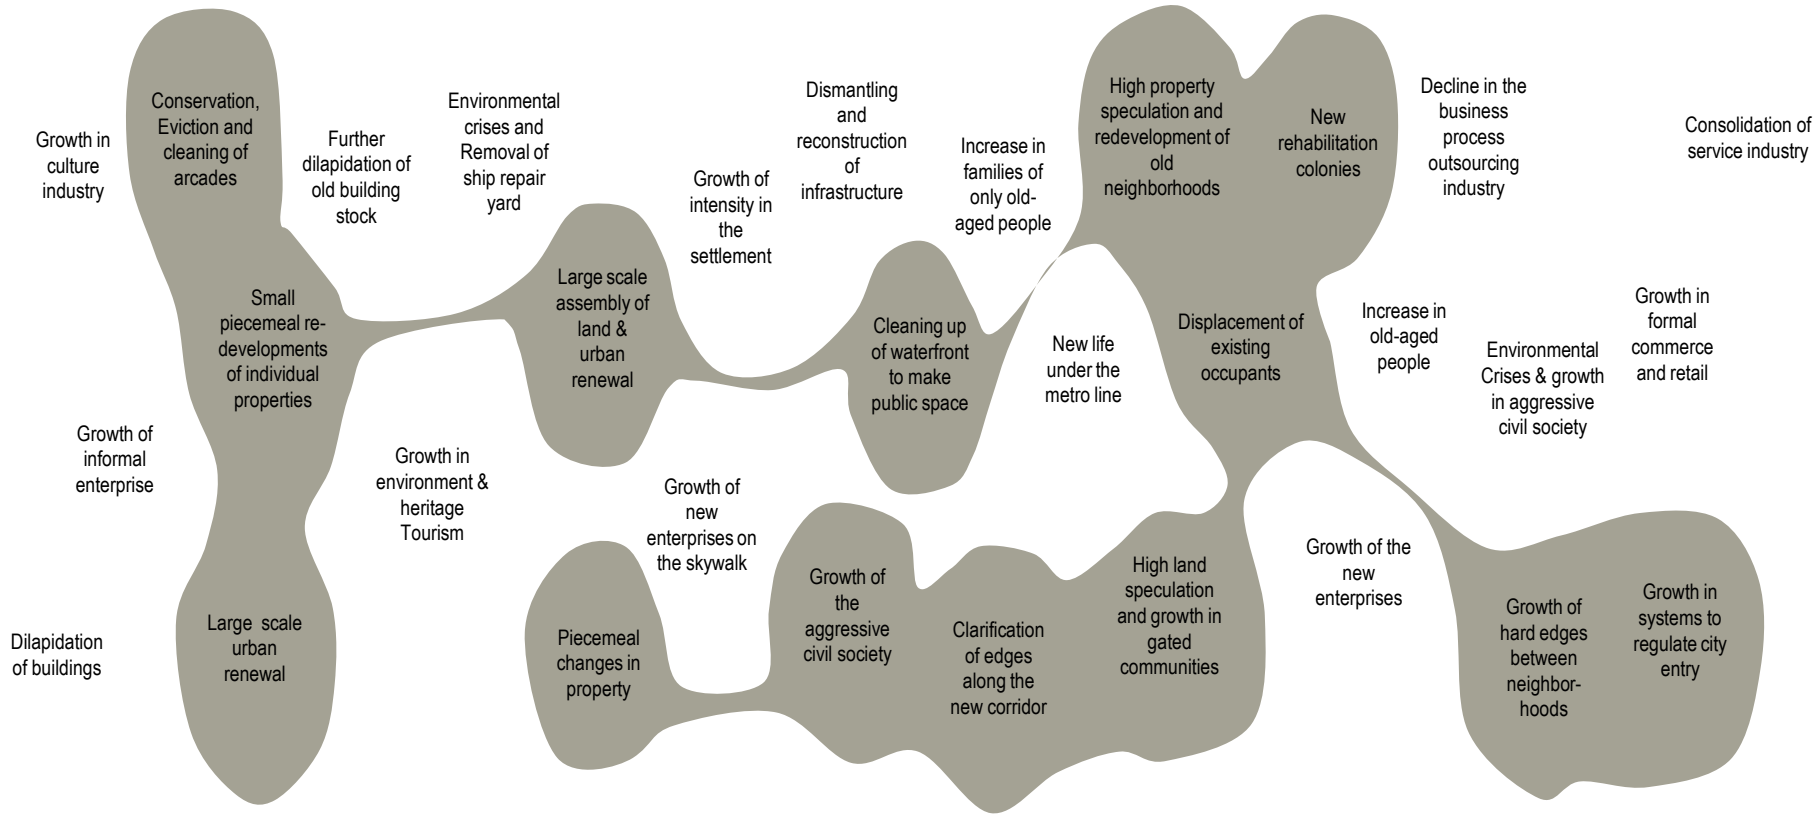 Growth in
culture
industry
Conservation,
Eviction and
cleaning of
arcades
Further
dilapidation of
old building
stock
Environmental
crises and
Removal of
ship repair
yard
Growth of
intensity in
the
settlement
Dismantling
and
reconstruction
of
infrastructure
Increase in
families of
only old-
aged people
High property
speculation and
redevelopment of
old
neighborhoods
New
rehabilitation
colonies
Decline in the
business
process
outsourcing
industry
Consolidation of
service industry
Small
piecemeal re-
developments
of individual
properties
Large scale
assembly of
land &
urban
renewal
Cleaning up
of waterfront
to make
public space
New life
under the
metro line
Displacement of
existing
occupants
Increase in
old-aged
people
Environmental
Crises & growth
in aggressive
civil society
Growth in
formal
commerce
and retail
Growth of
informal
enterprise
Growth in
environment &
heritage
Tourism
Growth of
new
enterprises on
the skywalk
Growth of the
new
enterprises
Dilapidation
of buildings
Large scale
urban
renewal
Piecemeal
changes in
property
Growth of
the
aggressive
civil society
Clarification
of edges
along the
new corridor
High land
speculation
and growth in
gated
communities
Growth of
hard edges
between
neighbor-
hoods
Growth in
systems to
regulate city
entry